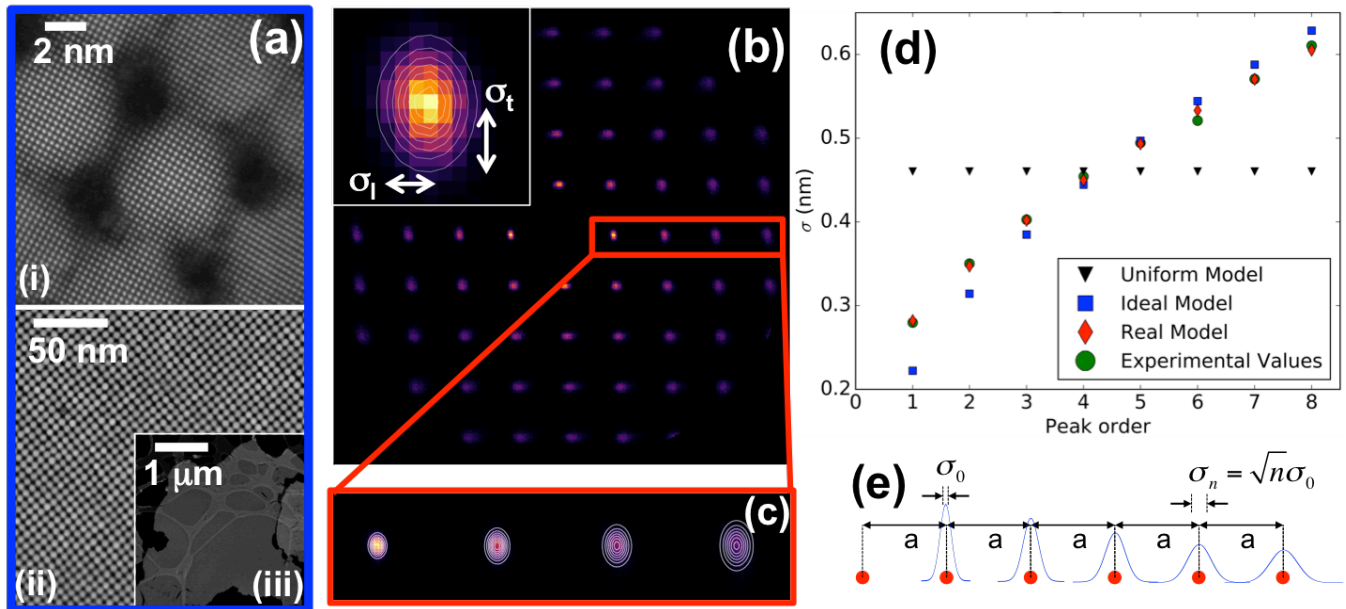 2 nm
(a)
(i)
50 nm
1 μm
(ii)
(iii)
(b)
σt
σl
(c)
(d)
σ (nm)
0.6
0.5
0.4
0.3
0.2
Uniform Model
Ideal Model
Real Model
Experimental Values
0 1 2 3 4 5 6 7 8
Peak order
(e)
σ₀
σₙ = √nσ₀
a a a a a